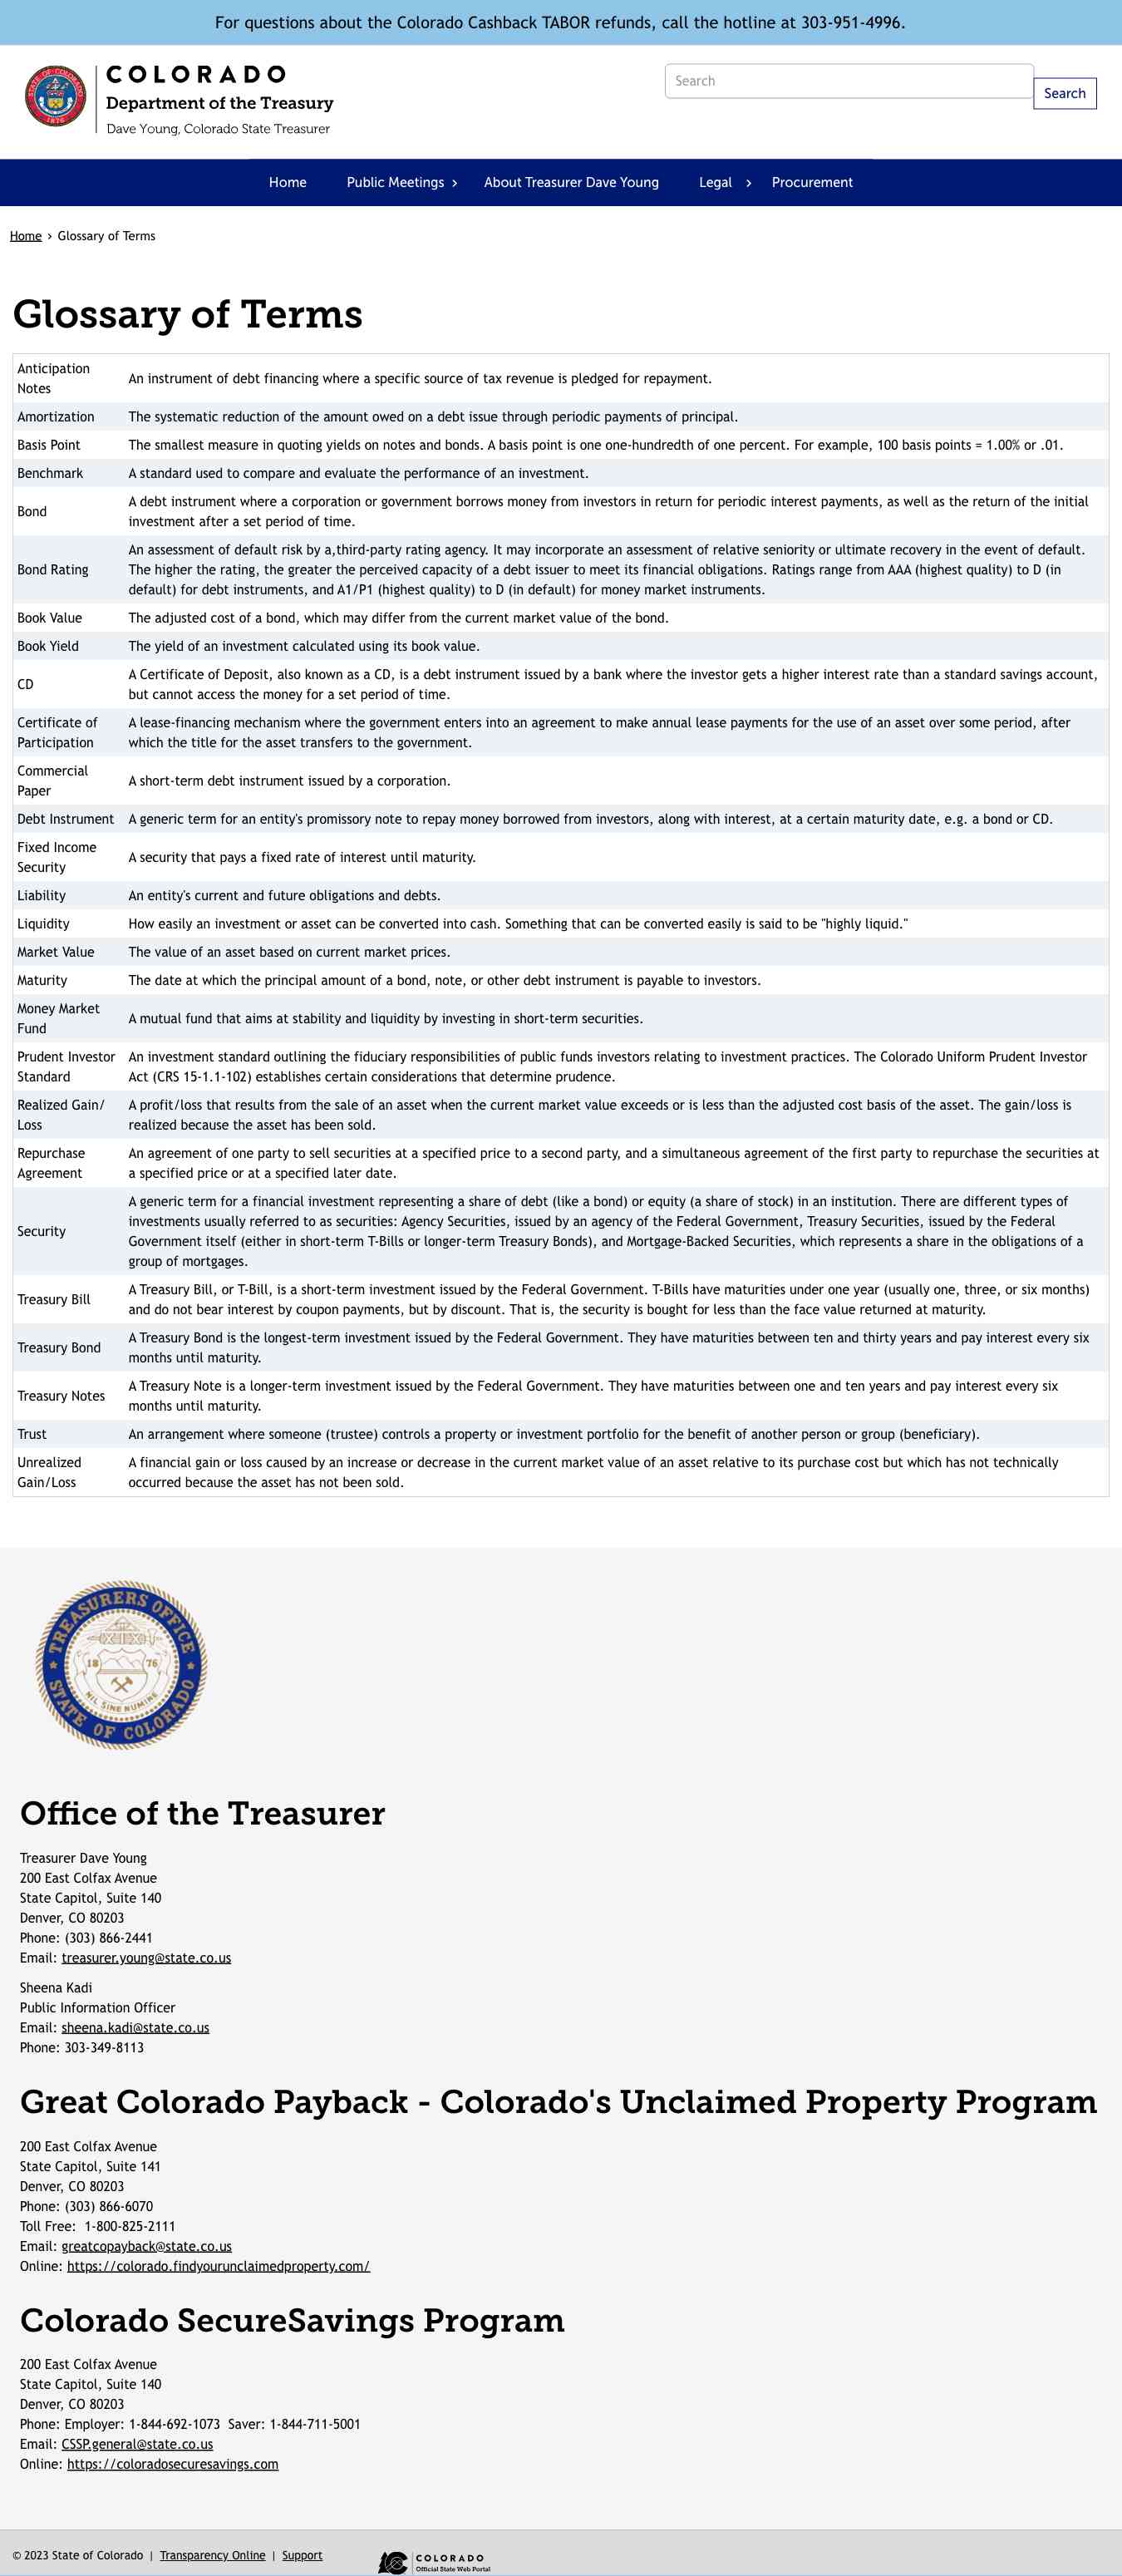 For questions about the Colorado Cashback TABOR refunds, call the hotline at 303-951-4996.
STATE OF COLORADO
1876
COLORADO
Department of the Treasury
Dave Young, Colorado State Treasurer
Search
Search
Home Public Meetings › About Treasurer Dave Young Legal › Procurement
Home › Glossary of Terms
Glossary of Terms
Anticipation
Notes
An instrument of debt financing where a specific source of tax revenue is pledged for repayment.
Amortization The systematic reduction of the amount owed on a debt issue through periodic payments of principal.
Basis Point The smallest measure in quoting yields on notes and bonds. A basis point is one one-hundredth of one percent. For example, 100 basis points = 1.00% or .01.
Benchmark A standard used to compare and evaluate the performance of an investment.
Bond
A debt instrument where a corporation or government borrows money from investors in return for periodic interest payments, as well as the return of the initial
investment after a set period of time.
Bond Rating
An assessment of default risk by a,third-party rating agency. It may incorporate an assessment of relative seniority or ultimate recovery in the event of default.
The higher the rating, the greater the perceived capacity of a debt issuer to meet its financial obligations. Ratings range from AAA (highest quality) to D (in
default) for debt instruments, and A1/P1 (highest quality) to D (in default) for money market instruments.
Book Value The adjusted cost of a bond, which may differ from the current market value of the bond.
Book Yield The yield of an investment calculated using its book value.
CD
A Certificate of Deposit, also known as a CD, is a debt instrument issued by a bank where the investor gets a higher interest rate than a standard savings account,
but cannot access the money for a set period of time.
Certificate of
Participation
A lease-financing mechanism where the government enters into an agreement to make annual lease payments for the use of an asset over some period, after
which the title for the asset transfers to the government.
Commercial
Paper
A short-term debt instrument issued by a corporation.
Debt Instrument A generic term for an entity's promissory note to repay money borrowed from investors, along with interest, at a certain maturity date, e.g. a bond or CD.
Fixed Income
Security
A security that pays a fixed rate of interest until maturity.
Liability An entity's current and future obligations and debts.
Liquidity How easily an investment or asset can be converted into cash. Something that can be converted easily is said to be "highly liquid."
Market Value The value of an asset based on current market prices.
Maturity The date at which the principal amount of a bond, note, or other debt instrument is payable to investors.
Money Market
Fund
A mutual fund that aims at stability and liquidity by investing in short-term securities.
Prudent Investor
Standard
An investment standard outlining the fiduciary responsibilities of public funds investors relating to investment practices. The Colorado Uniform Prudent Investor
Act (CRS 15-1.1-102) establishes certain considerations that determine prudence.
Realized Gain/
Loss
A profit/loss that results from the sale of an asset when the current market value exceeds or is less than the adjusted cost basis of the asset. The gain/loss is
realized because the asset has been sold.
Repurchase
Agreement
An agreement of one party to sell securities at a specified price to a second party, and a simultaneous agreement of the first party to repurchase the securities at
a specified price or at a specified later date.
Security
A generic term for a financial investment representing a share of debt (like a bond) or equity (a share of stock) in an institution. There are different types of
investments usually referred to as securities: Agency Securities, issued by an agency of the Federal Government, Treasury Securities, issued by the Federal
Government itself (either in short-term T-Bills or longer-term Treasury Bonds), and Mortgage-Backed Securities, which represents a share in the obligations of a
group of mortgages.
Treasury Bill
A Treasury Bill, or T-Bill, is a short-term investment issued by the Federal Government. T-Bills have maturities under one year (usually one, three, or six months)
and do not bear interest by coupon payments, but by discount. That is, the security is bought for less than the face value returned at maturity.
Treasury Bond
A Treasury Bond is the longest-term investment issued by the Federal Government. They have maturities between ten and thirty years and pay interest every six
months until maturity.
Treasury Notes
A Treasury Note is a longer-term investment issued by the Federal Government. They have maturities between one and ten years and pay interest every six
months until maturity.
Trust An arrangement where someone (trustee) controls a property or investment portfolio for the benefit of another person or group (beneficiary).
Unrealized
Gain/Loss
A financial gain or loss caused by an increase or decrease in the current market value of an asset relative to its purchase cost but which has not technically
occurred because the asset has not been sold.
TREASURERS OFFICE
18 76
NIL SINE NUMINE
STATE OF COLORADO
Office of the Treasurer
Treasurer Dave Young
200 East Colfax Avenue
State Capitol, Suite 140
Denver, CO 80203
Phone: (303) 866-2441
Email: treasurer.young@state.co.us
Sheena Kadi
Public Information Officer
Email: sheena.kadi@state.co.us
Phone: 303-349-8113
Great Colorado Payback - Colorado's Unclaimed Property Program
200 East Colfax Avenue
State Capitol, Suite 141
Denver, CO 80203
Phone: (303) 866-6070
Toll Free: 1-800-825-2111
Email: greatcopayback@state.co.us
Online: https://colorado.findyourunclaimedproperty.com/
Colorado SecureSavings Program
200 East Colfax Avenue
State Capitol, Suite 140
Denver, CO 80203
Phone: Employer: 1-844-692-1073 Saver: 1-844-711-5001
Email: CSSP.general@state.co.us
Online: https://coloradosecuresavings.com
© 2023 State of Colorado | Transparency Online | Support
COLORADO
Official State Web Portal